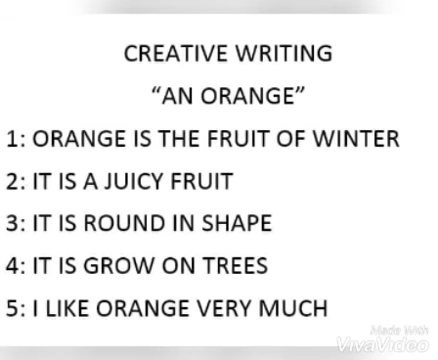 CREATIVE WRITING
“AN ORANGE”
1: ORANGE IS THE FRUIT OF WINTER
2: IT IS A JUICY FRUIT
3: IT IS ROUND IN SHAPE
4: IT IS GROW ON TREES
5: I LIKE ORANGE VERY MUCH
Made With
VivaVideo